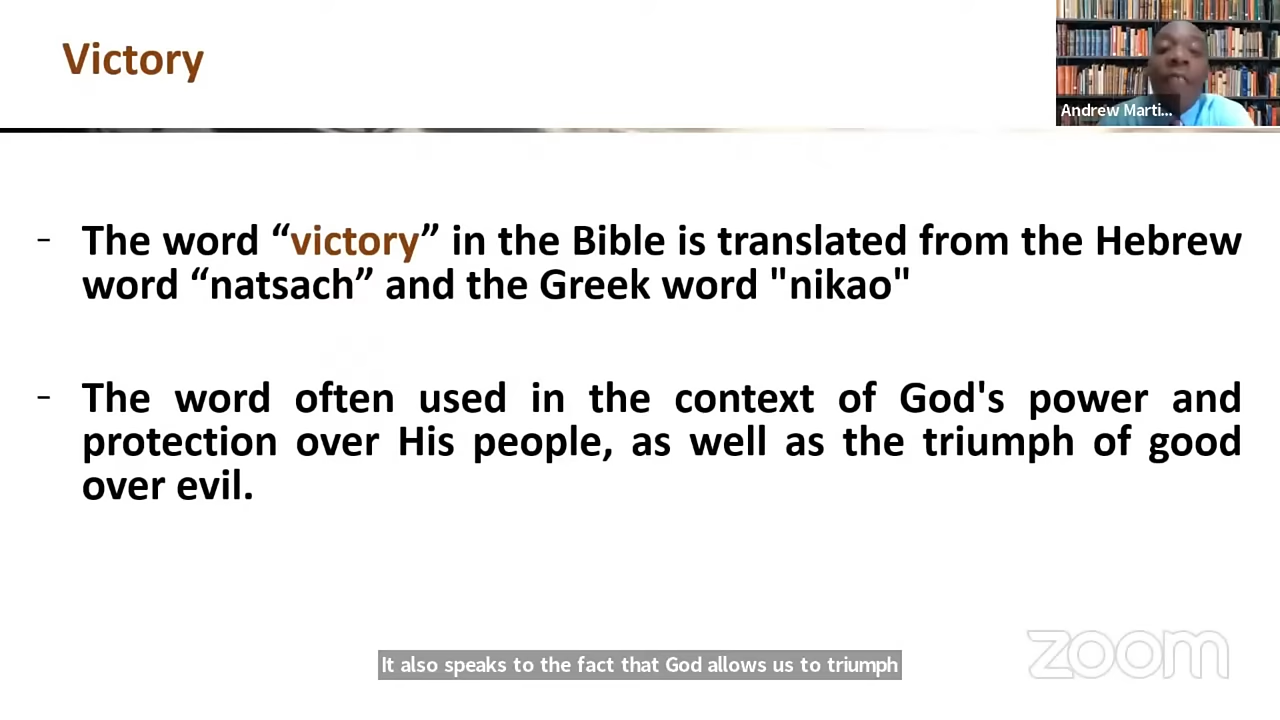 Victory
Andrew Marti...
- The word “victory” in the Bible is translated from the Hebrew
word “natsach” and the Greek word "nikao"
- The word often used in the context of God's power and
protection over His people, as well as the triumph of good
over evil.
zoom
It also speaks to the fact that God allows us to triumph